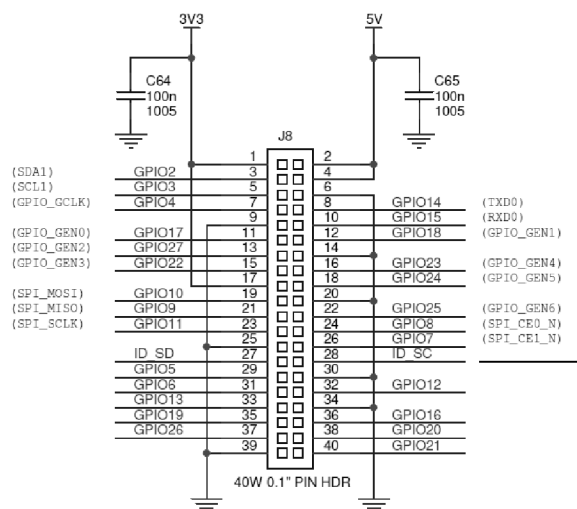 3V3 5V
C64 C65
100n 100n
1005 1005
J8
1 2
(SDA1) GPIO2 3 4
(SCL1) GPIO3 5 6
(GPIO_GCLK) GPIO4 7 8 GPIO14 (TXD0)
9 10 GPIO15 (RXD0)
(GPIO_GEN0) GPIO17 11 12 GPIO18 (GPIO_GEN1)
(GPIO_GEN2) GPIO27 13 14
(GPIO_GEN3) GPIO22 15 16 GPIO23 (GPIO_GEN4)
17 18 GPIO24 (GPIO_GEN5)
(SPI_MOSI) GPIO10 19 20
(SPI_MISO) GPIO9 21 22 GPIO25 (GPIO_GEN6)
(SPI_SCLK) GPIO11 23 24 GPIO8 (SPI_CE0_N)
25 26 GPIO7 (SPI_CE1_N)
ID_SD 27 28 ID_SC
GPIO5 29 30
GPIO6 31 32 GPIO12
GPIO13 33 34
GPIO19 35 36 GPIO16
GPIO26 37 38 GPIO20
39 40 GPIO21
40W 0.1" PIN HDR